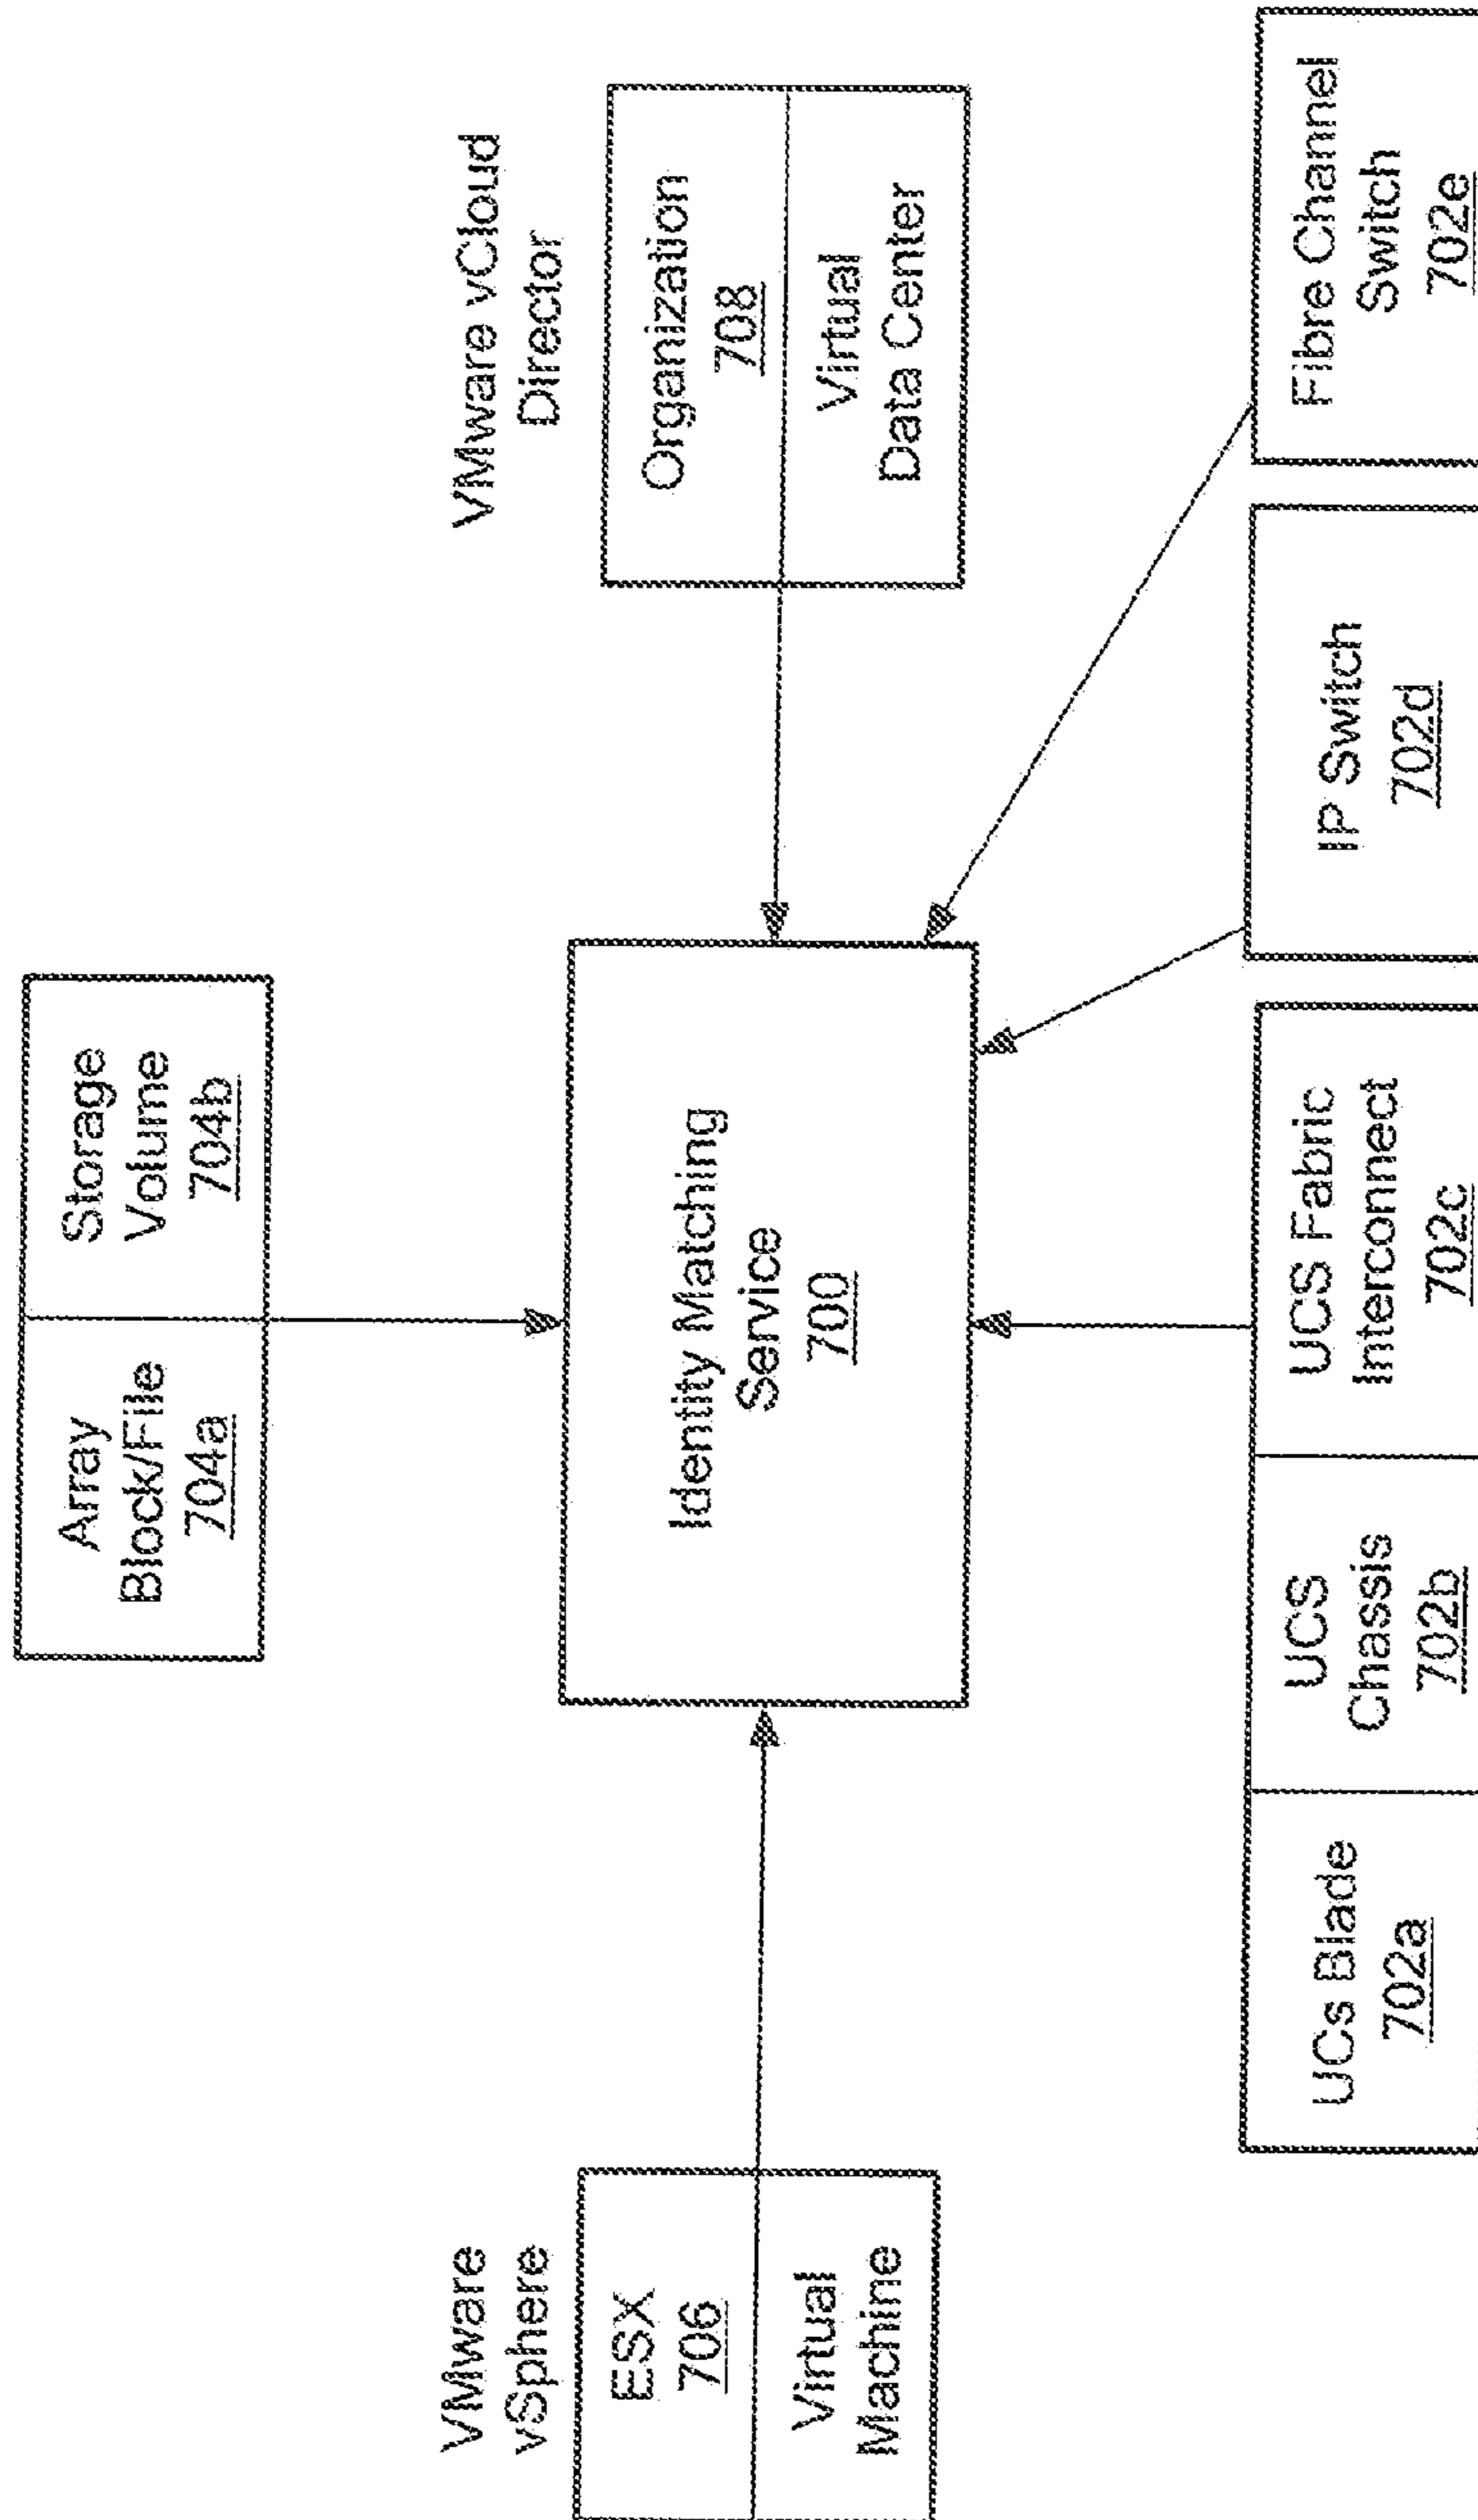 Array
Block/File
704a
Storage
Volume
704b
VMware
vSphere
ESX
706
Virtual
Machine
Identity Matching
Service
700
VMware vCloud
Director
Organization
708
Virtual
Data Center
UCs Blade
702a
UCS
Chassis
702b
UCS Fabric
Interconnect
702c
IP Switch
702d
Fibre Channel
Switch
702e